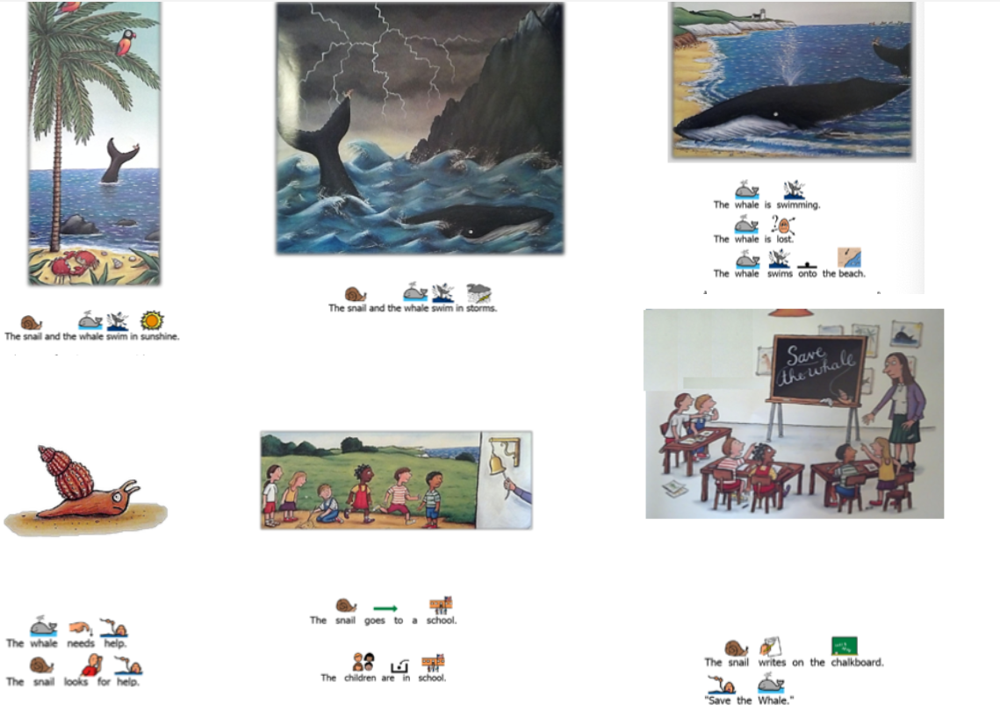 The snail and the whale swim in sunshine.
The snail and the whale swim in storms.
The whale is swimming.
The whale is lost.
The whale swims onto the beach.
The whale needs help.
The snail looks for help.
The snail goes to a school.
The children are in school.
Save
the whale
The snail writes on the chalkboard.
"Save the Whale."